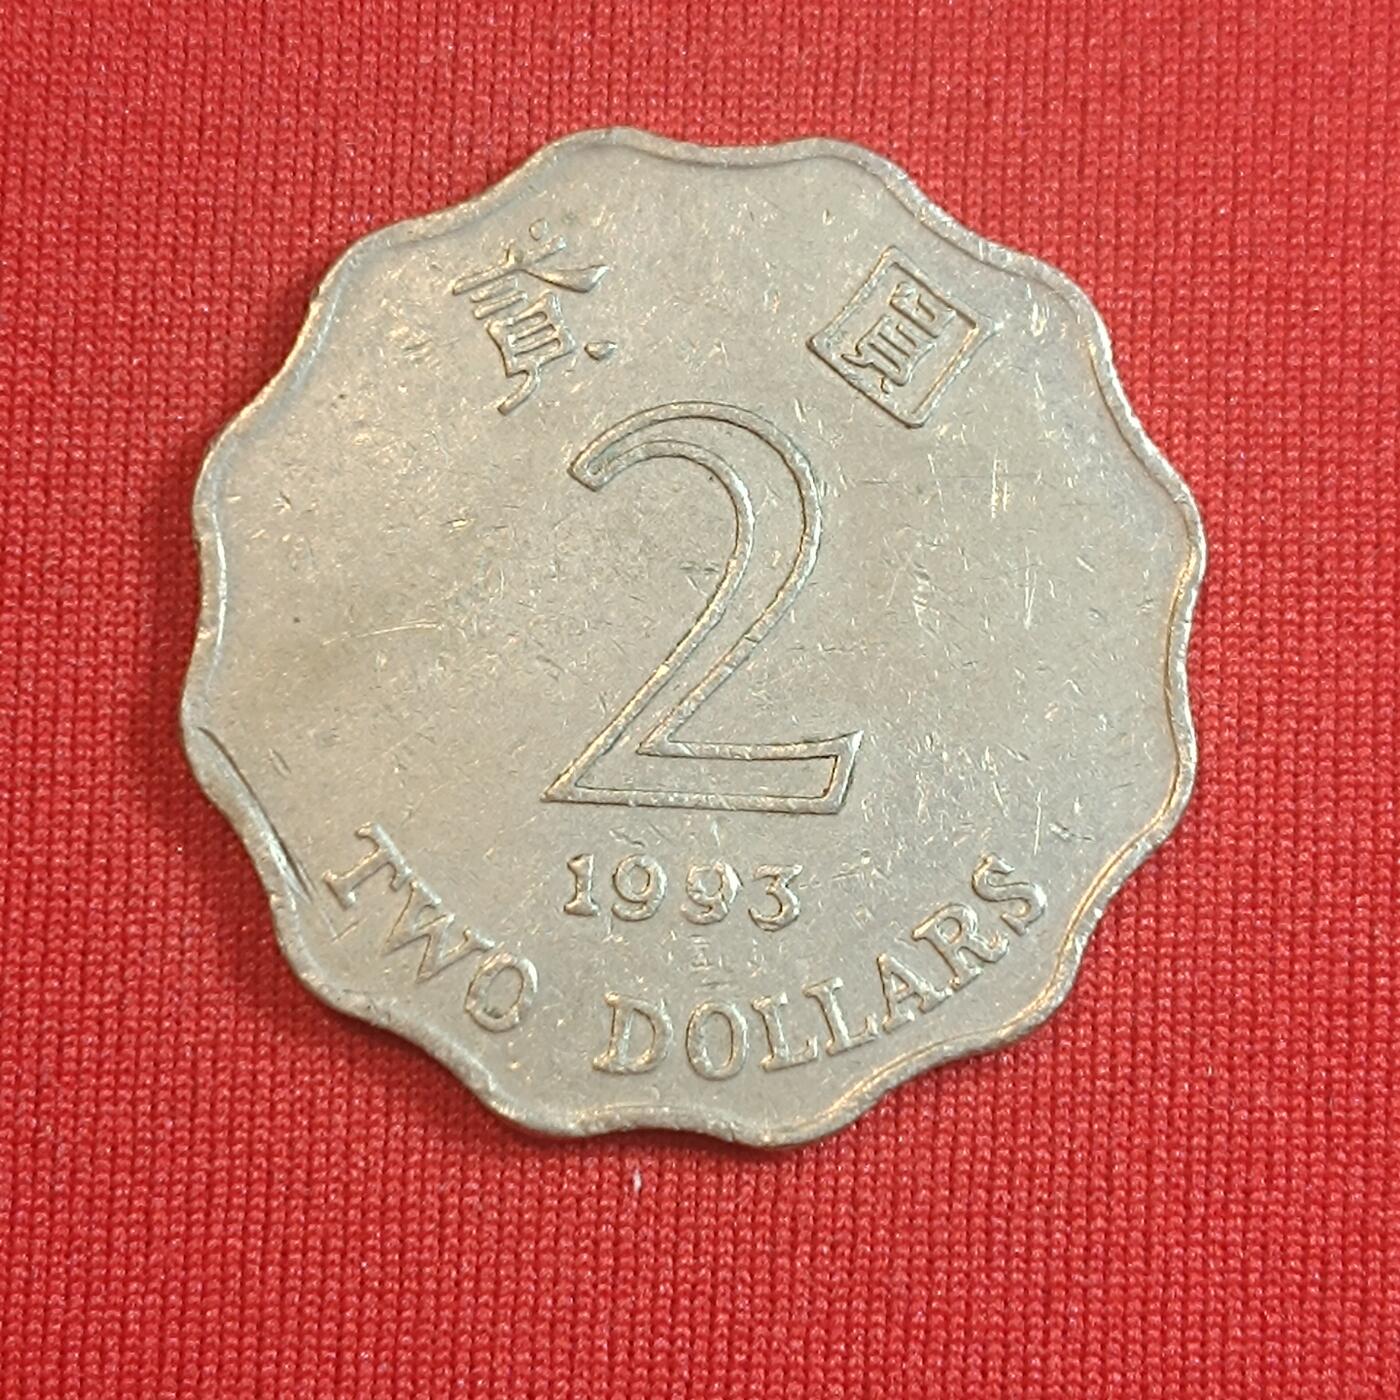 貳 圓
2
1993
TWO DOLLARS